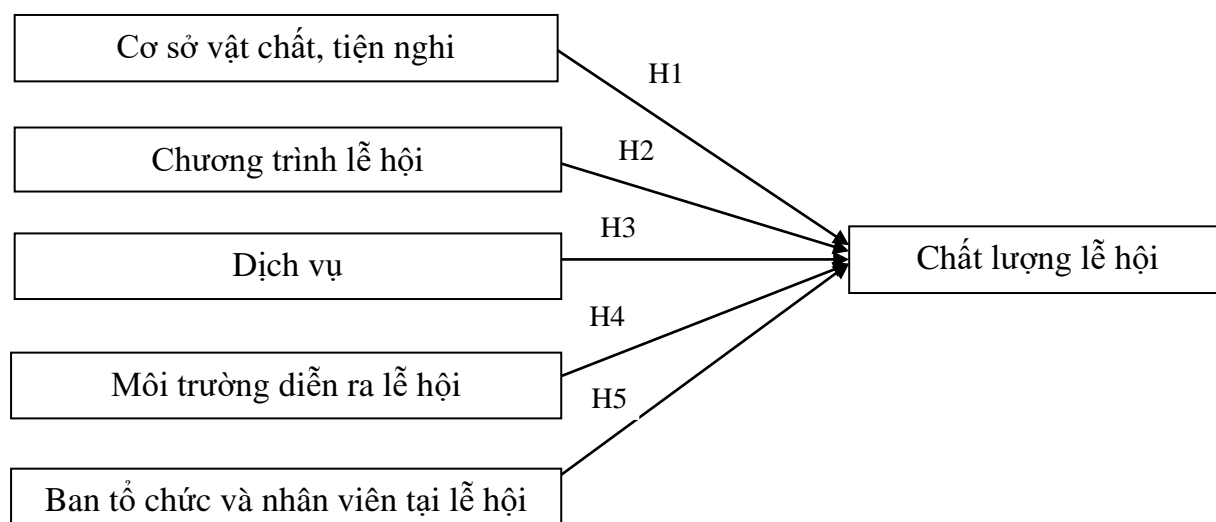 Cơ sở vật chất, tiện nghi
H1
Chương trình lễ hội
H2
Dịch vụ
H3
Chất lượng lễ hội
Môi trường diễn ra lễ hội
H4
Ban tổ chức và nhân viên tại lễ hội
H5